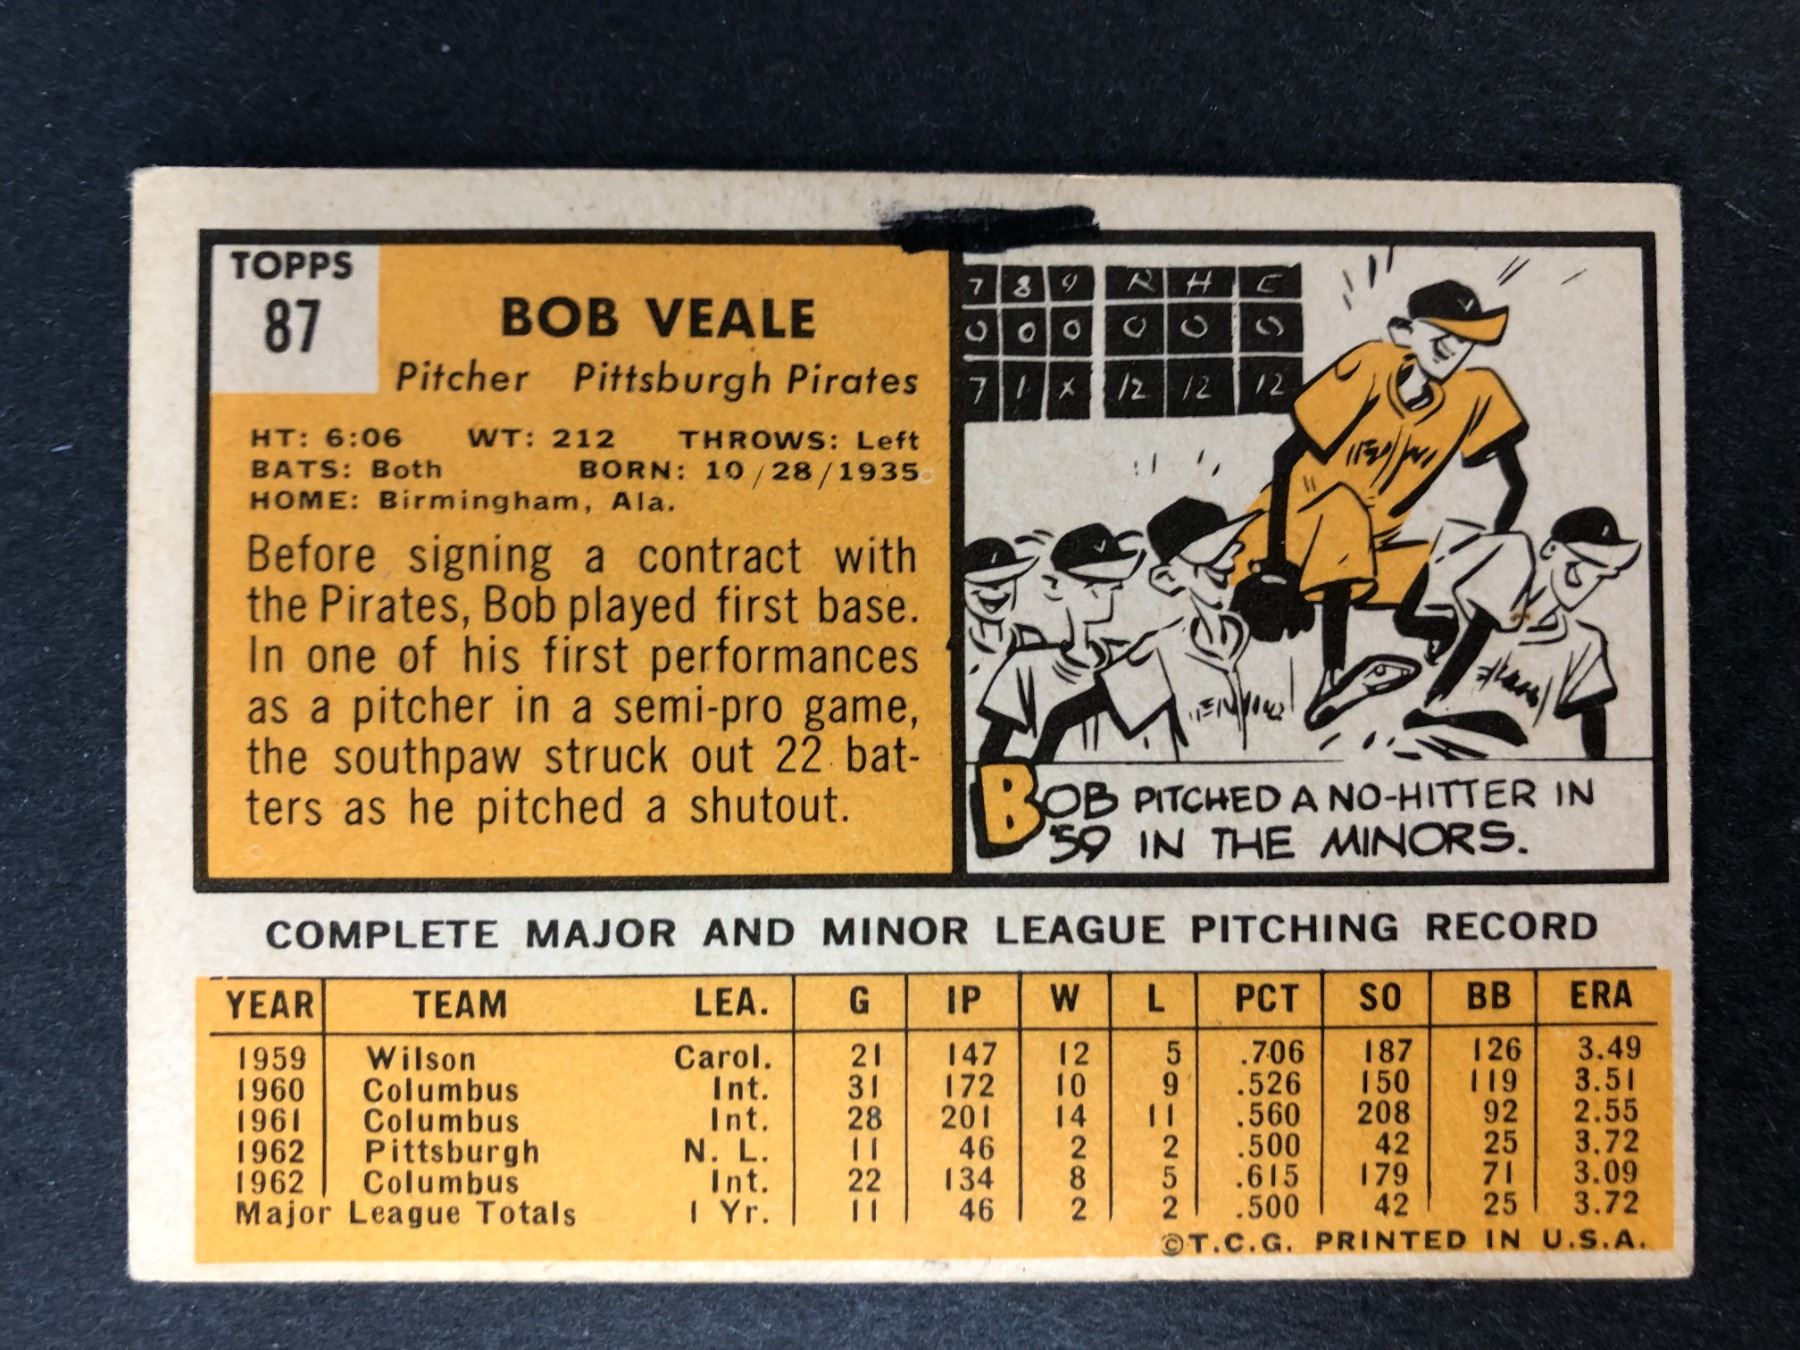 TOPPS
87
BOB VEALE
Pitcher Pittsburgh Pirates
HT: 6:06 WT: 212 THROWS: Left
BATS: Both BORN: 10/28/1935
HOME: Birmingham, Ala.
Before signing a contract with
the Pirates, Bob played first base.
In one of his first performances
as a pitcher in a semi-pro game,
the southpaw struck out 22 bat-
ters as he pitched a shutout.
7 8 9 R H E
0 0 0 0 0 0
7 1 X 12 12 12
BOB PITCHED A NO-HITTER IN
'59 IN THE MINORS.
COMPLETE MAJOR AND MINOR LEAGUE PITCHING RECORD
YEAR TEAM LEA. G IP W L PCT SO BB ERA
1959 Wilson Carol. 21 147 12 5 .706 187 126 3.49
1960 Columbus Int. 31 172 10 9 .526 150 119 3.51
1961 Columbus Int. 28 201 14 11 .560 208 92 2.55
1962 Pittsburgh N. L. 11 46 2 2 .500 42 25 3.72
1962 Columbus Int. 22 134 8 5 .615 179 71 3.09
Major League Totals 1 Yr. 11 46 2 2 .500 42 25 3.72
©T.C.G. PRINTED IN U.S.A.